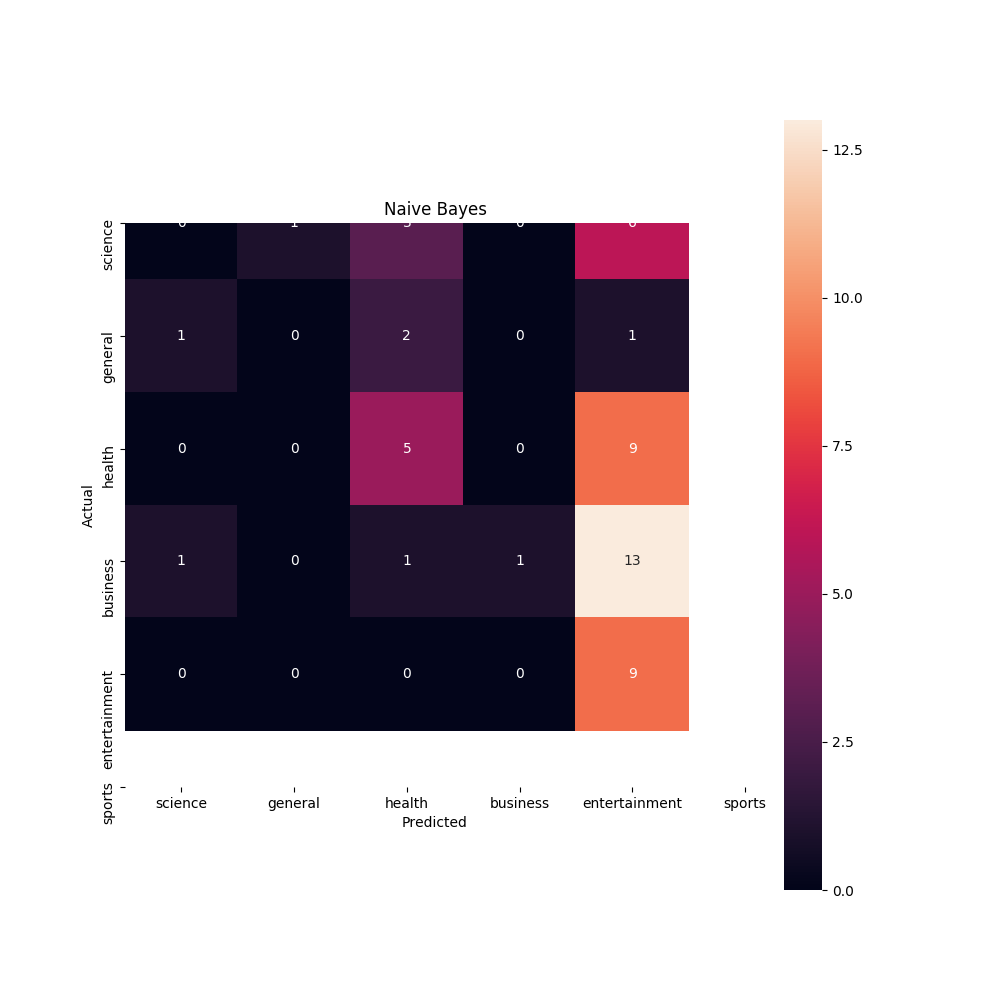 Naive Bayes
12.5
10.0
7.5
5.0
2.5
0.0
Actual
science
general
1 0 2 0 1
health
0 0 5 0 9
business
1 0 1 1 13
entertainment
0 0 0 0 9
sports
science general health business entertainment sports
Predicted